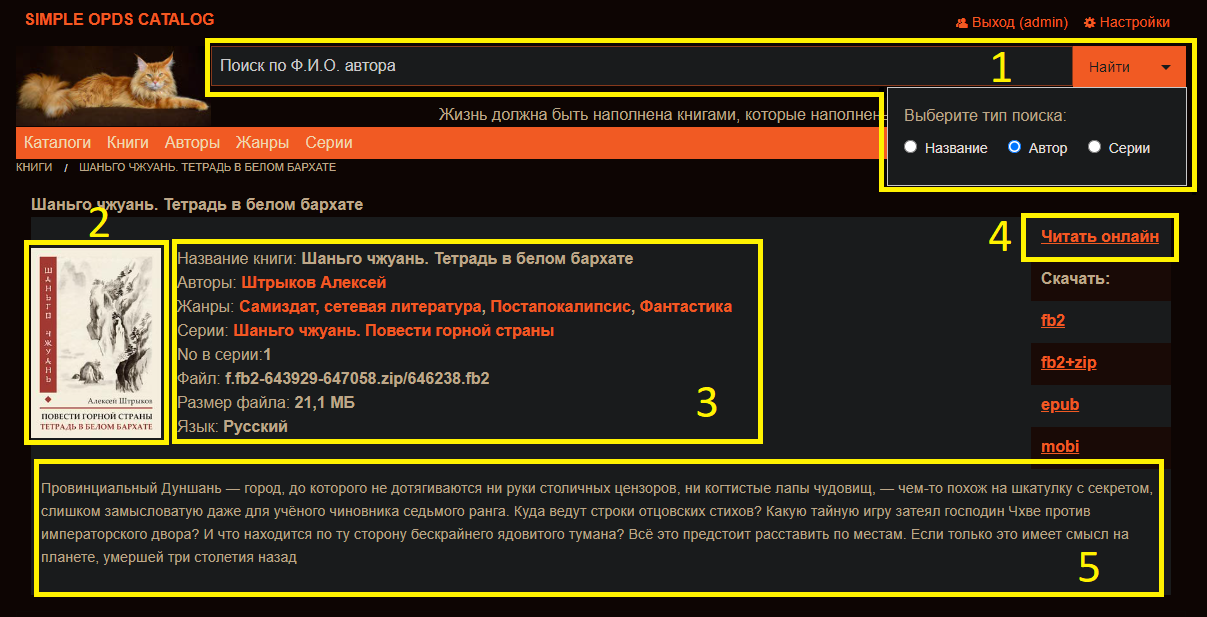 SIMPLE OPDS CATALOG
Выход (admin) Настройки
Поиск по Ф.И.О. автора
1
Найти
Жизнь должна быть наполнена книгами, которые наполнен
Выберите тип поиска:
Название Автор Серии
Каталоги Книги Авторы Жанры Серии
КНИГИ / ШАНЬГО ЧЖУАНЬ. ТЕТРАДЬ В БЕЛОМ БАРХАТЕ
Шаньго чжуань. Тетрадь в белом бархате
2
ШАНЬГО ЧЖУАНЬ
Алексей Штрыков
ПОВЕСТИ ГОРНОЙ СТРАНЫ
ТЕТРАДЬ В БЕЛОМ БАРХАТЕ
Название книги: Шаньго чжуань. Тетрадь в белом бархате
Авторы: Штрыков Алексей
Жанры: Самиздат, сетевая литература, Постапокалипсис, Фантастика
Серии: Шаньго чжуань. Повести горной страны
No в серии:1
Файл: f.fb2-643929-647058.zip/646238.fb2
Размер файла: 21,1 МБ
Язык: Русский
3
4
Читать онлайн
Скачать:
fb2
fb2+zip
epub
mobi
Провинциальный Дуншань — город, до которого не дотягиваются ни руки столичных цензоров, ни когтистые лапы чудовищ, — чем-то похож на шкатулку с секретом,
слишком замысловатую даже для учёного чиновника седьмого ранга. Куда ведут строки отцовских стихов? Какую тайную игру затеял господин Чхве против
императорского двора? И что находится по ту сторону бескрайнего ядовитого тумана? Всё это предстоит расставить по местам. Если только это имеет смысл на
планете, умершей три столетия назад
5